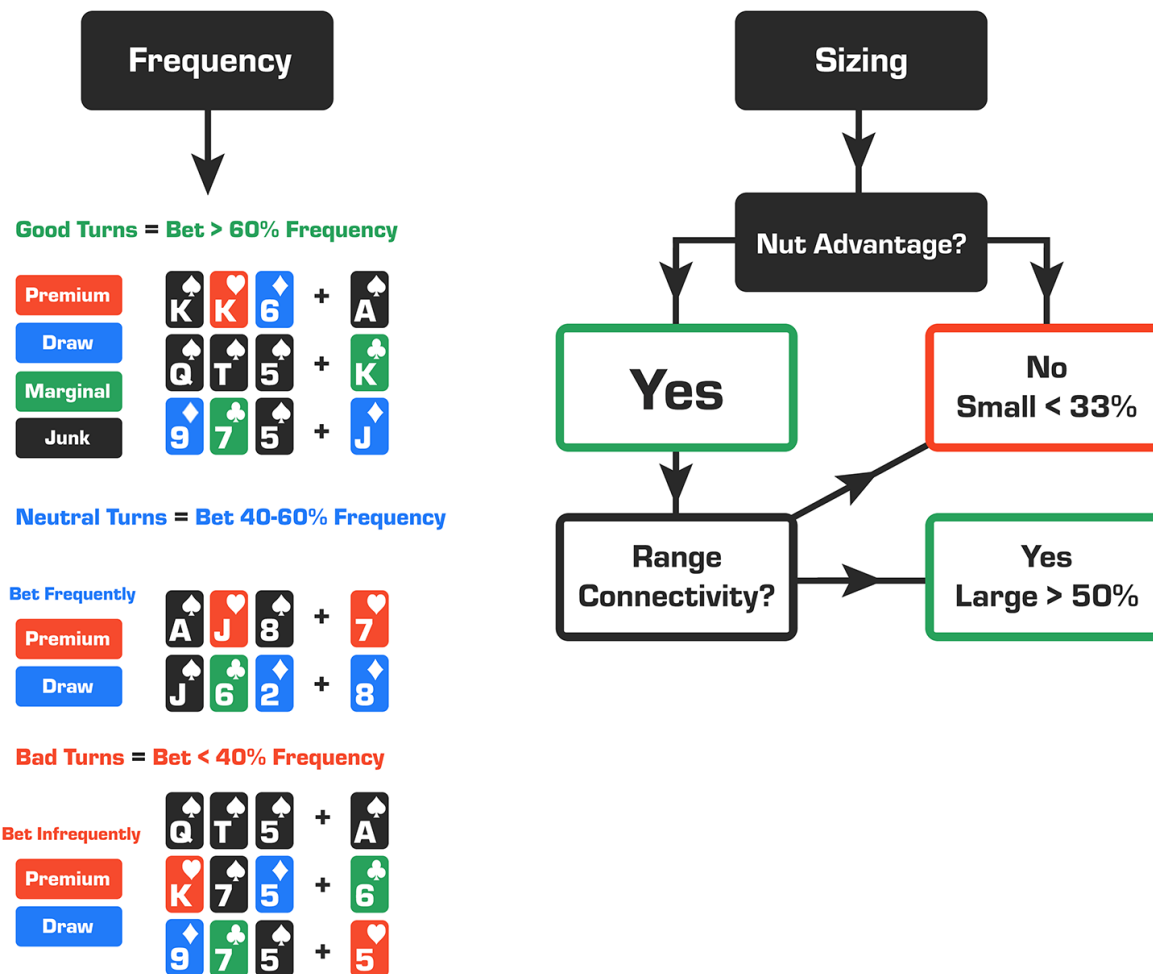 Frequency
Good Turns = Bet > 60% Frequency
Premium
Draw
Marginal
Junk
K K 6 + A
Q T 5 + K
9 7 5 + J
Neutral Turns = Bet 40-60% Frequency
Bet Frequently
Premium
Draw
A J 8 + 7
J 6 2 + 8
Bad Turns = Bet < 40% Frequency
Bet Infrequently
Premium
Draw
Q T 5 + A
K 7 5 + 6
9 7 5 + 5
Sizing
Nut Advantage?
Yes
No
Small < 33%
Range
Connectivity?
Yes
Large > 50%